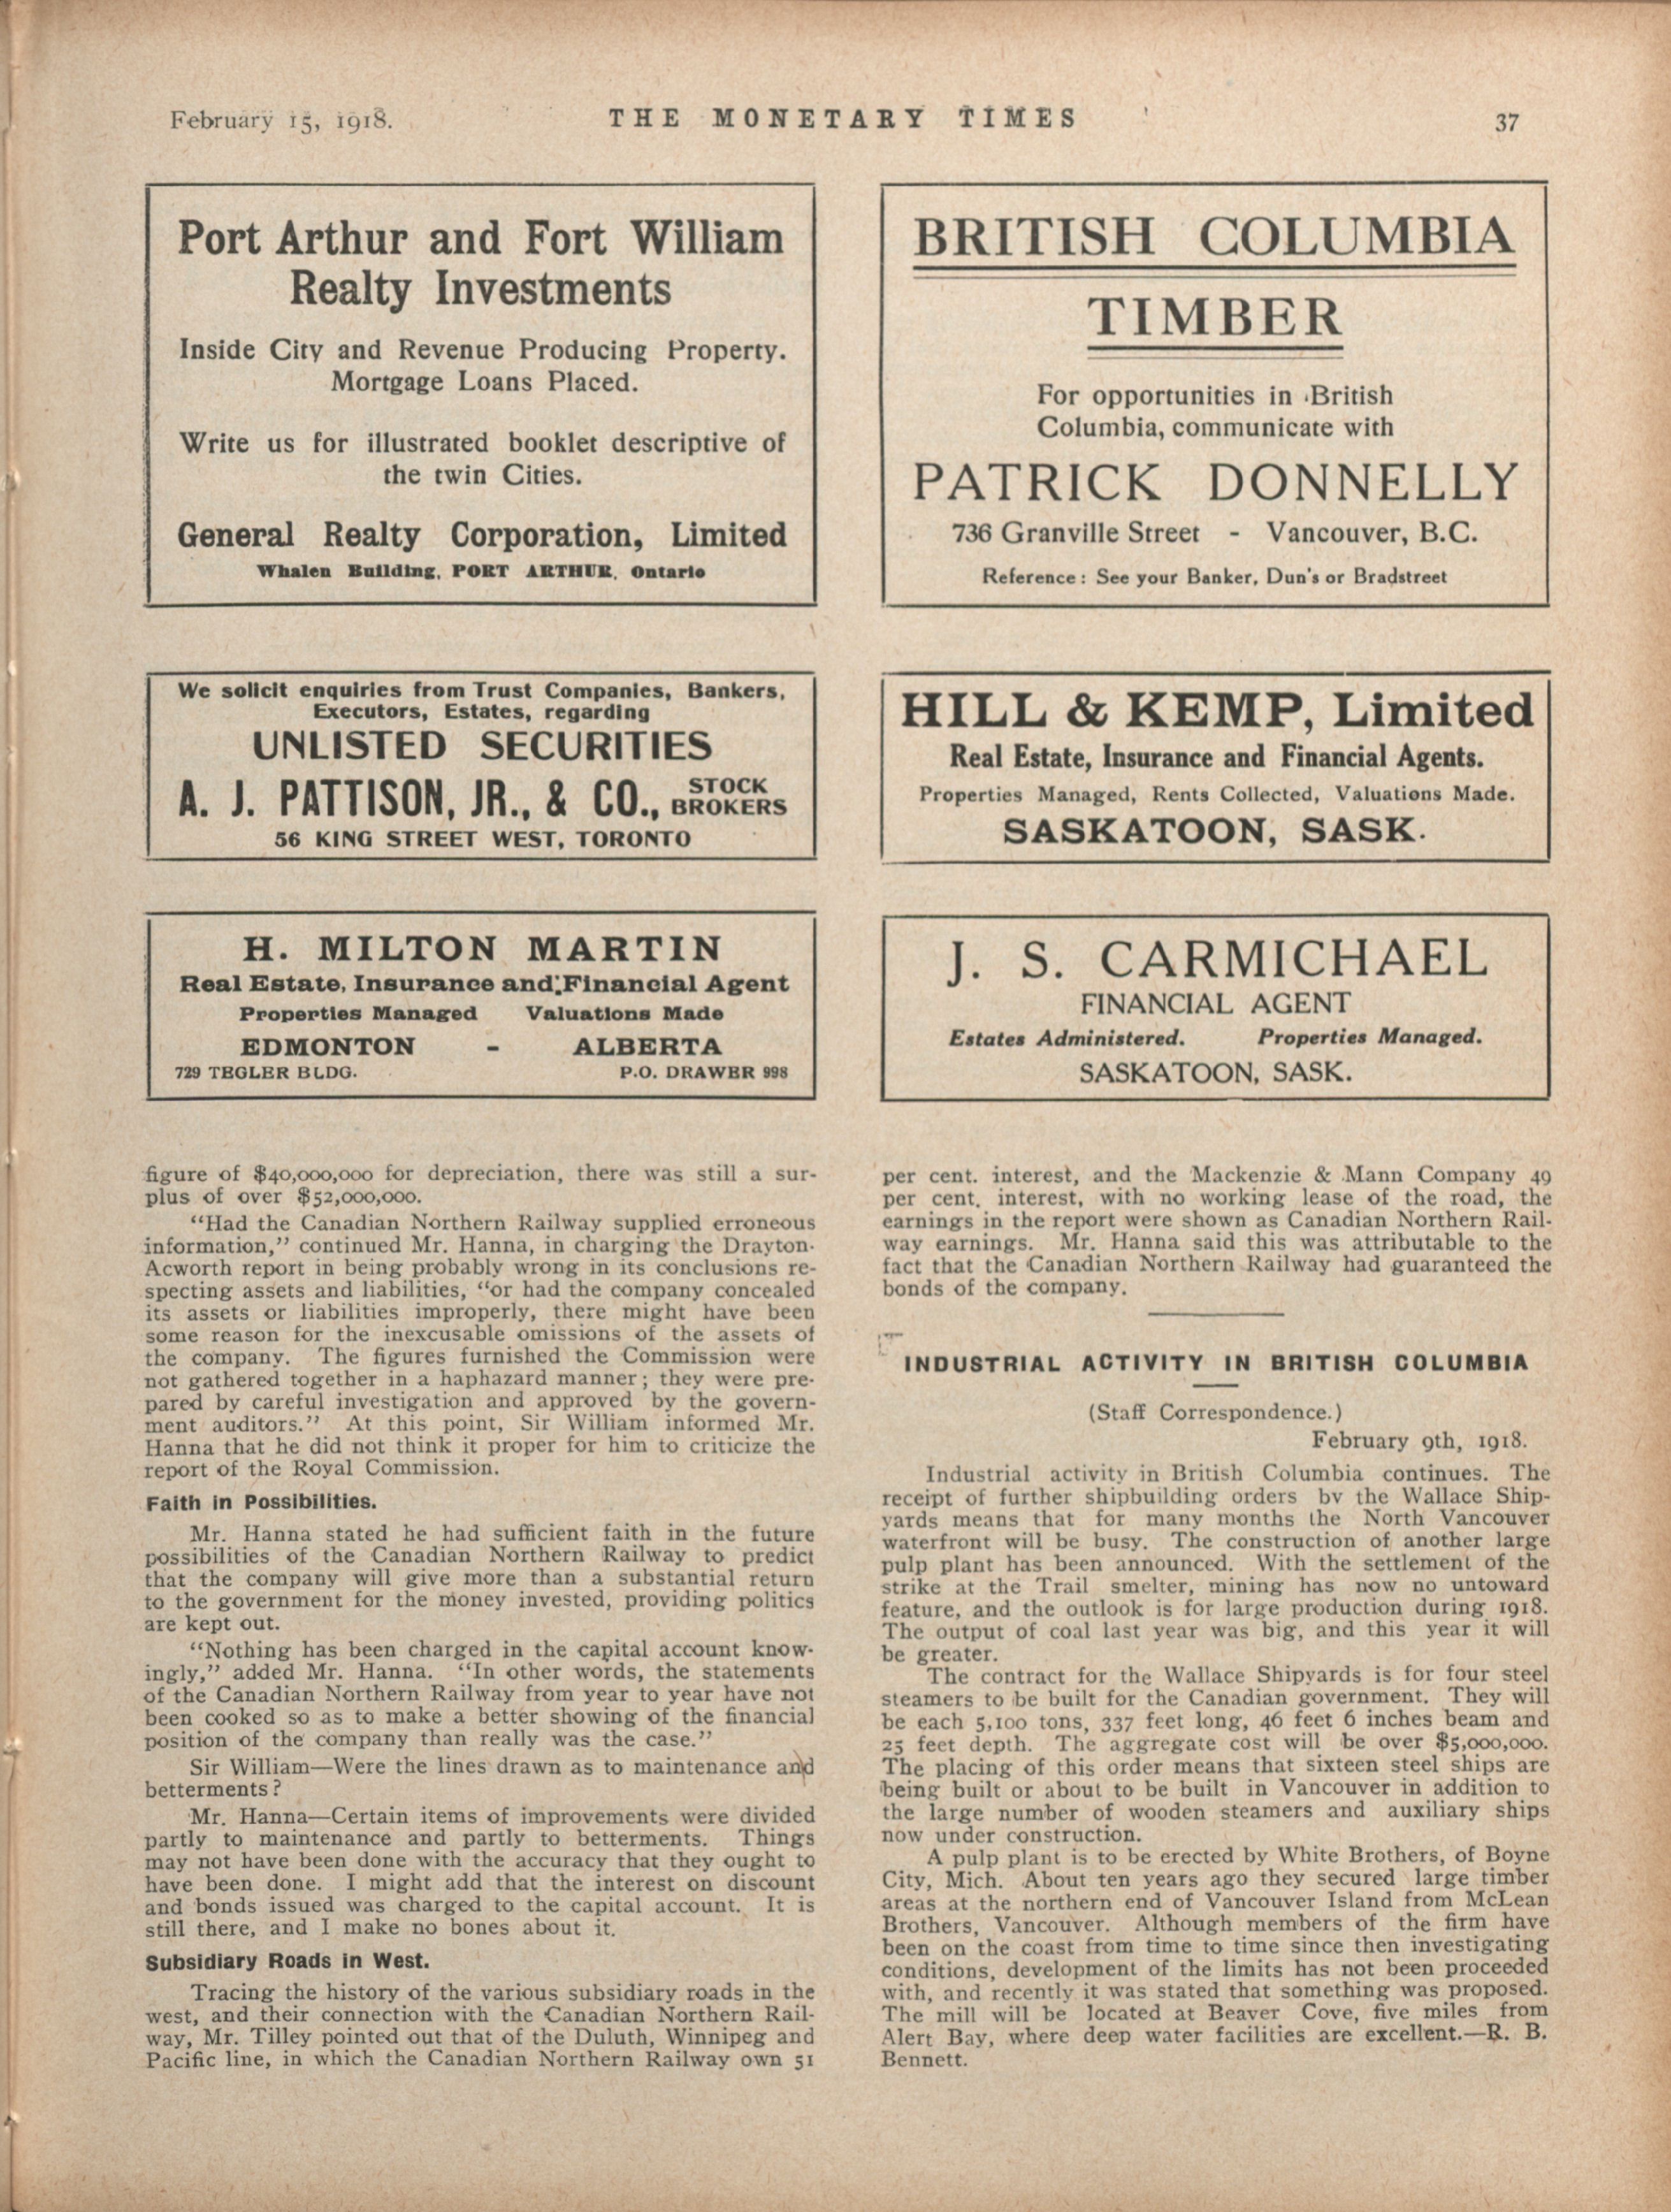 February 15, 1918.
THE MONETARY TIMES
37
Port Arthur and Fort William
Realty Investments
Inside City and Revenue Producing Property.
Mortgage Loans Placed.
Write us for illustrated booklet descriptive of
the twin Cities.
General Realty Corporation, Limited
Whalen Building, PORT ARTHUR, Ontario
BRITISH COLUMBIA
TIMBER
For opportunities in British
Columbia, communicate with
PATRICK DONNELLY
736 Granville Street - Vancouver, B.C.
Reference: See your Banker, Dun's or Bradstreet
We solicit enquiries from Trust Companies, Bankers,
Executors, Estates, regarding
UNLISTED SECURITIES
A. J. PATTISON, JR., & CO., STOCK BROKERS
56 KING STREET WEST, TORONTO
HILL & KEMP, Limited
Real Estate, Insurance and Financial Agents.
Properties Managed, Rents Collected, Valuations Made.
SASKATOON, SASK.
H. MILTON MARTIN
Real Estate, Insurance and Financial Agent
Properties Managed Valuations Made
EDMONTON - ALBERTA
729 TEGLER BLDG. P.O. DRAWER 998
J. S. CARMICHAEL
FINANCIAL AGENT
Estates Administered. Properties Managed.
SASKATOON, SASK.
figure of $40,000,000 for depreciation, there was still a sur-
plus of over $52,000,000.
"Had the Canadian Northern Railway supplied erroneous
information," continued Mr. Hanna, in charging the Drayton-
Acworth report in being probably wrong in its conclusions re-
specting assets and liabilities, "or had the company concealed
its assets or liabilities improperly, there might have been
some reason for the inexcusable omissions of the assets of
the company. The figures furnished the Commission were
not gathered together in a haphazard manner; they were pre-
pared by careful investigation and approved by the govern-
ment auditors." At this point, Sir William informed Mr.
Hanna that he did not think it proper for him to criticize the
report of the Royal Commission.
Faith in Possibilities.
Mr. Hanna stated he had sufficient faith in the future
possibilities of the Canadian Northern Railway to predict
that the company will give more than a substantial return
to the government for the money invested, providing politics
are kept out.
"Nothing has been charged in the capital account know-
ingly," added Mr. Hanna. "In other words, the statements
of the Canadian Northern Railway from year to year have not
been cooked so as to make a better showing of the financial
position of the company than really was the case."
Sir William—Were the lines drawn as to maintenance and
betterments?
Mr. Hanna—Certain items of improvements were divided
partly to maintenance and partly to betterments. Things
may not have been done with the accuracy that they ought to
have been done. I might add that the interest on discount
and bonds issued was charged to the capital account. It is
still there, and I make no bones about it.
Subsidiary Roads in West.
Tracing the history of the various subsidiary roads in the
west, and their connection with the Canadian Northern Rail-
way, Mr. Tilley pointed out that of the Duluth, Winnipeg and
Pacific line, in which the Canadian Northern Railway own 51
per cent. interest, and the Mackenzie & Mann Company 49
per cent. interest, with no working lease of the road, the
earnings in the report were shown as Canadian Northern Rail-
way earnings. Mr. Hanna said this was attributable to the
fact that the Canadian Northern Railway had guaranteed the
bonds of the company.
INDUSTRIAL ACTIVITY IN BRITISH COLUMBIA
(Staff Correspondence.)
February 9th, 1918.
Industrial activity in British Columbia continues. The
receipt of further shipbuilding orders by the Wallace Ship-
yards means that for many months the North Vancouver
waterfront will be busy. The construction of another large
pulp plant has been announced. With the settlement of the
strike at the Trail smelter, mining has now no untoward
feature, and the outlook is for large production during 1918.
The output of coal last year was big, and this year it will
be greater.
The contract for the Wallace Shipyards is for four steel
steamers to be built for the Canadian government. They will
be each 5,100 tons, 337 feet long, 46 feet 6 inches beam and
25 feet depth. The aggregate cost will be over $5,000,000.
The placing of this order means that sixteen steel ships are
being built or about to be built in Vancouver in addition to
the large number of wooden steamers and auxiliary ships
now under construction.
A pulp plant is to be erected by White Brothers, of Boyne
City, Mich. About ten years ago they secured large timber
areas at the northern end of Vancouver Island from McLean
Brothers, Vancouver. Although members of the firm have
been on the coast from time to time since then investigating
conditions, development of the limits has not been proceeded
with, and recently it was stated that something was proposed.
The mill will be located at Beaver Cove, five miles from
Alert Bay, where deep water facilities are excellent.—R. B.
Bennett.